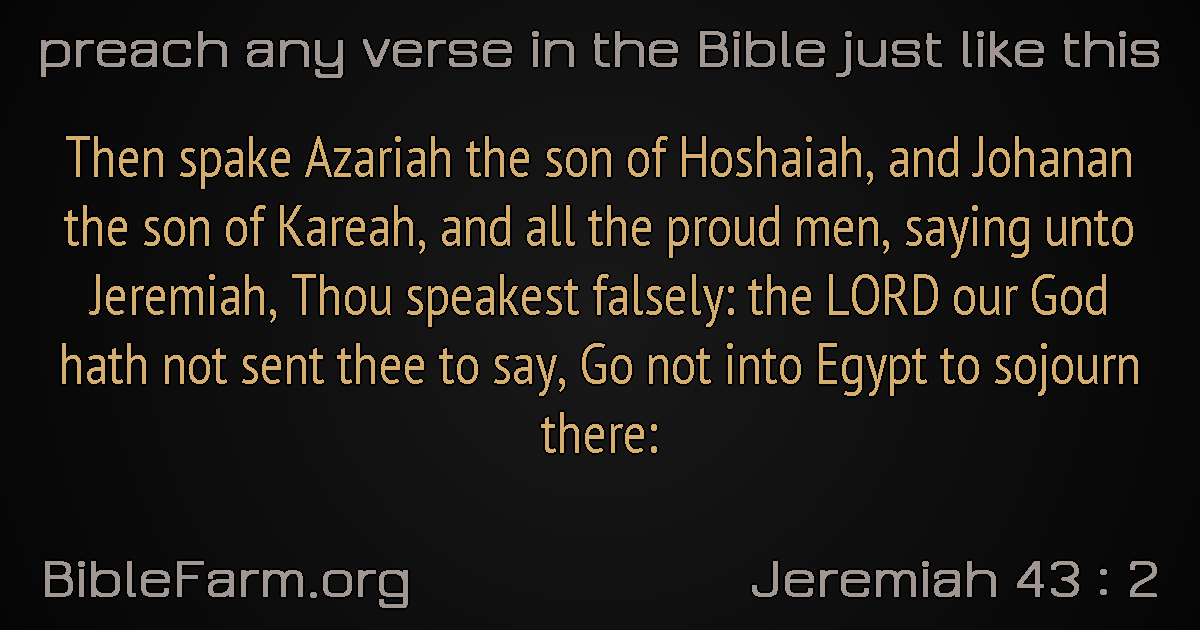 preach any verse in the Bible just like this
Then spake Azariah the son of Hoshaiah, and Johanan
the son of Kareah, and all the proud men, saying unto
Jeremiah, Thou speakest falsely: the LORD our God
hath not sent thee to say, Go not into Egypt to sojourn
there:
BibleFarm.org
Jeremiah 43 : 2